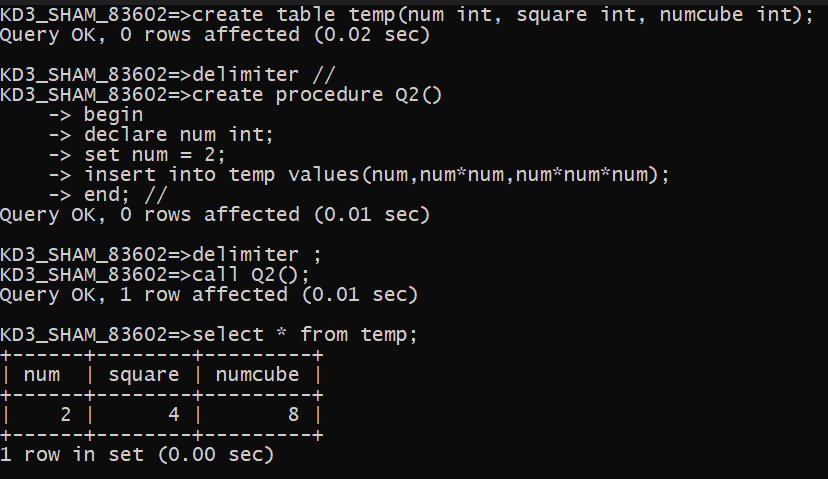 KD3_SHAM_83602=>create table temp(num int, square int, numcube int);
Query OK, 0 rows affected (0.02 sec)
KD3_SHAM_83602=>delimiter //
KD3_SHAM_83602=>create procedure Q2()
    -> begin
    -> declare num int;
    -> set num = 2;
    -> insert into temp values(num,num*num,num*num*num);
    -> end; //
Query OK, 0 rows affected (0.01 sec)
KD3_SHAM_83602=>delimiter ;
KD3_SHAM_83602=>call Q2();
Query OK, 1 row affected (0.01 sec)
KD3_SHAM_83602=>select * from temp;
+------+--------+---------+
| num  | square | numcube |
+------+--------+---------+
|    2 |      4 |       8 |
+------+--------+---------+
1 row in set (0.00 sec)